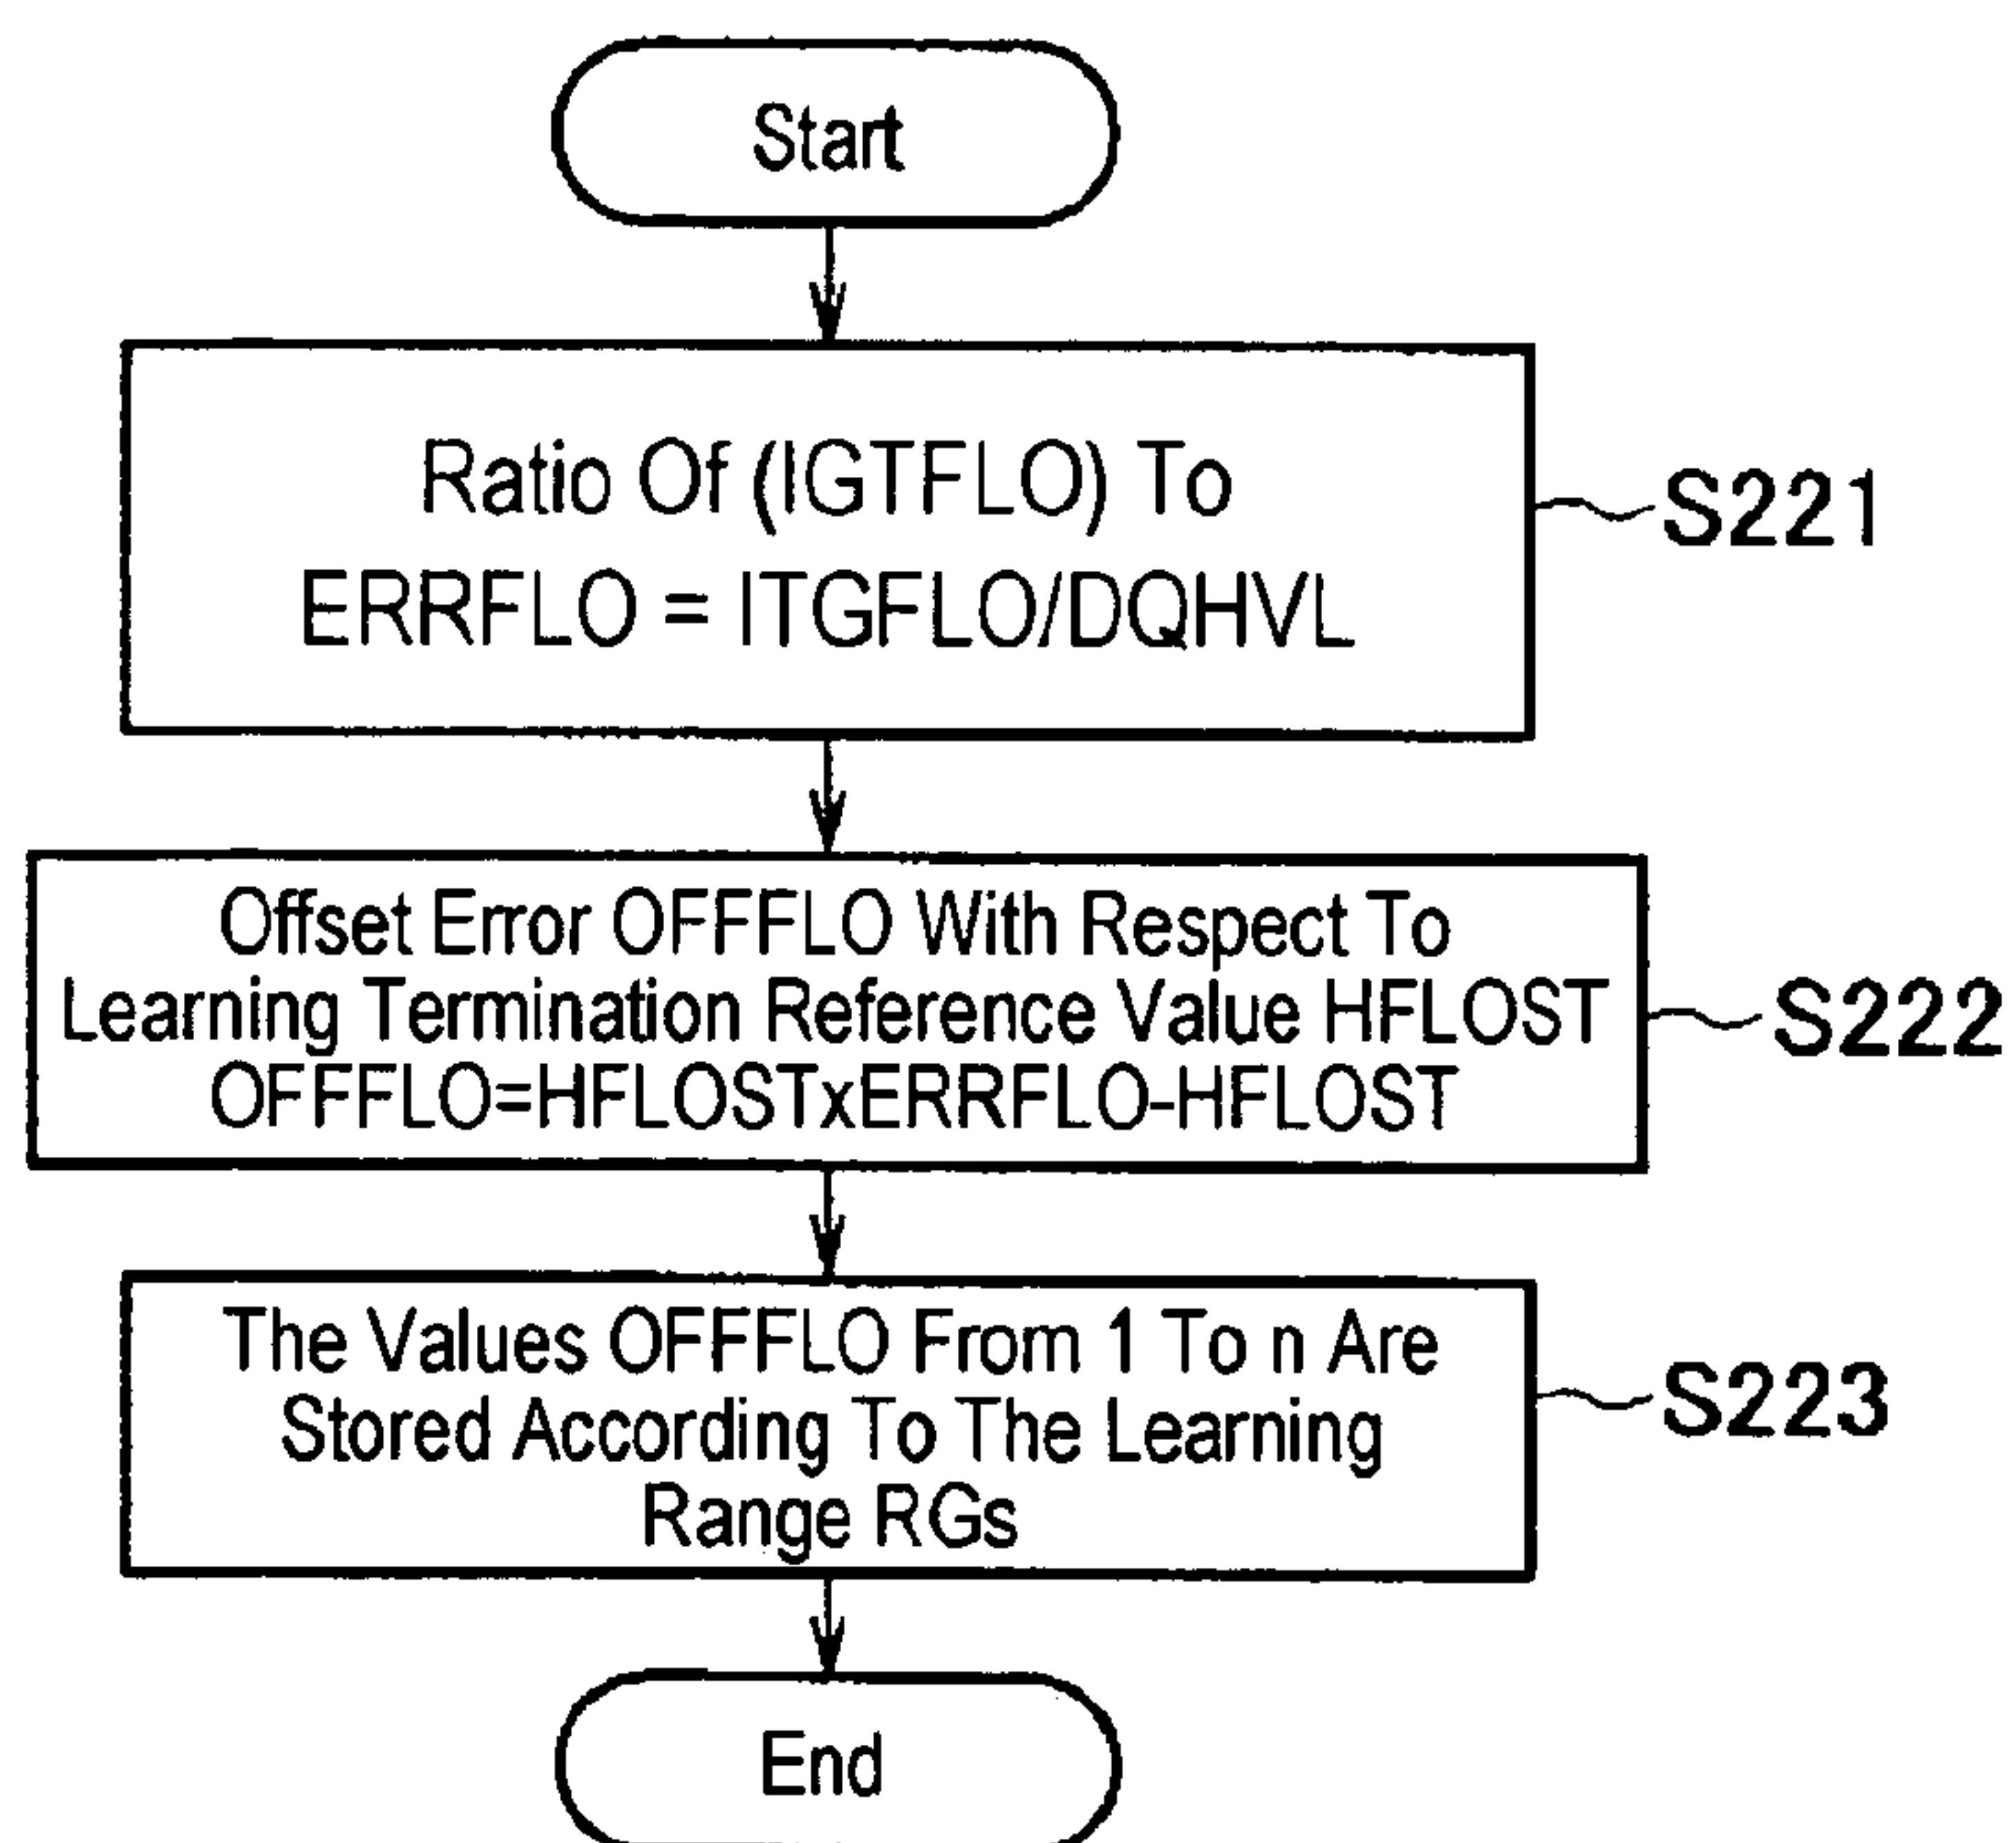 Start
Ratio Of (IGTFLO) To
ERRFLO = ITGFLO/DQHVL
S221
Offset Error OFFFLO With Respect To
Learning Termination Reference Value HFLOST
OFFFLO=HFLOSTxERRFLO-HFLOST
S222
The Values OFFFLO From 1 To n Are
Stored According To The Learning
Range RGs
S223
End